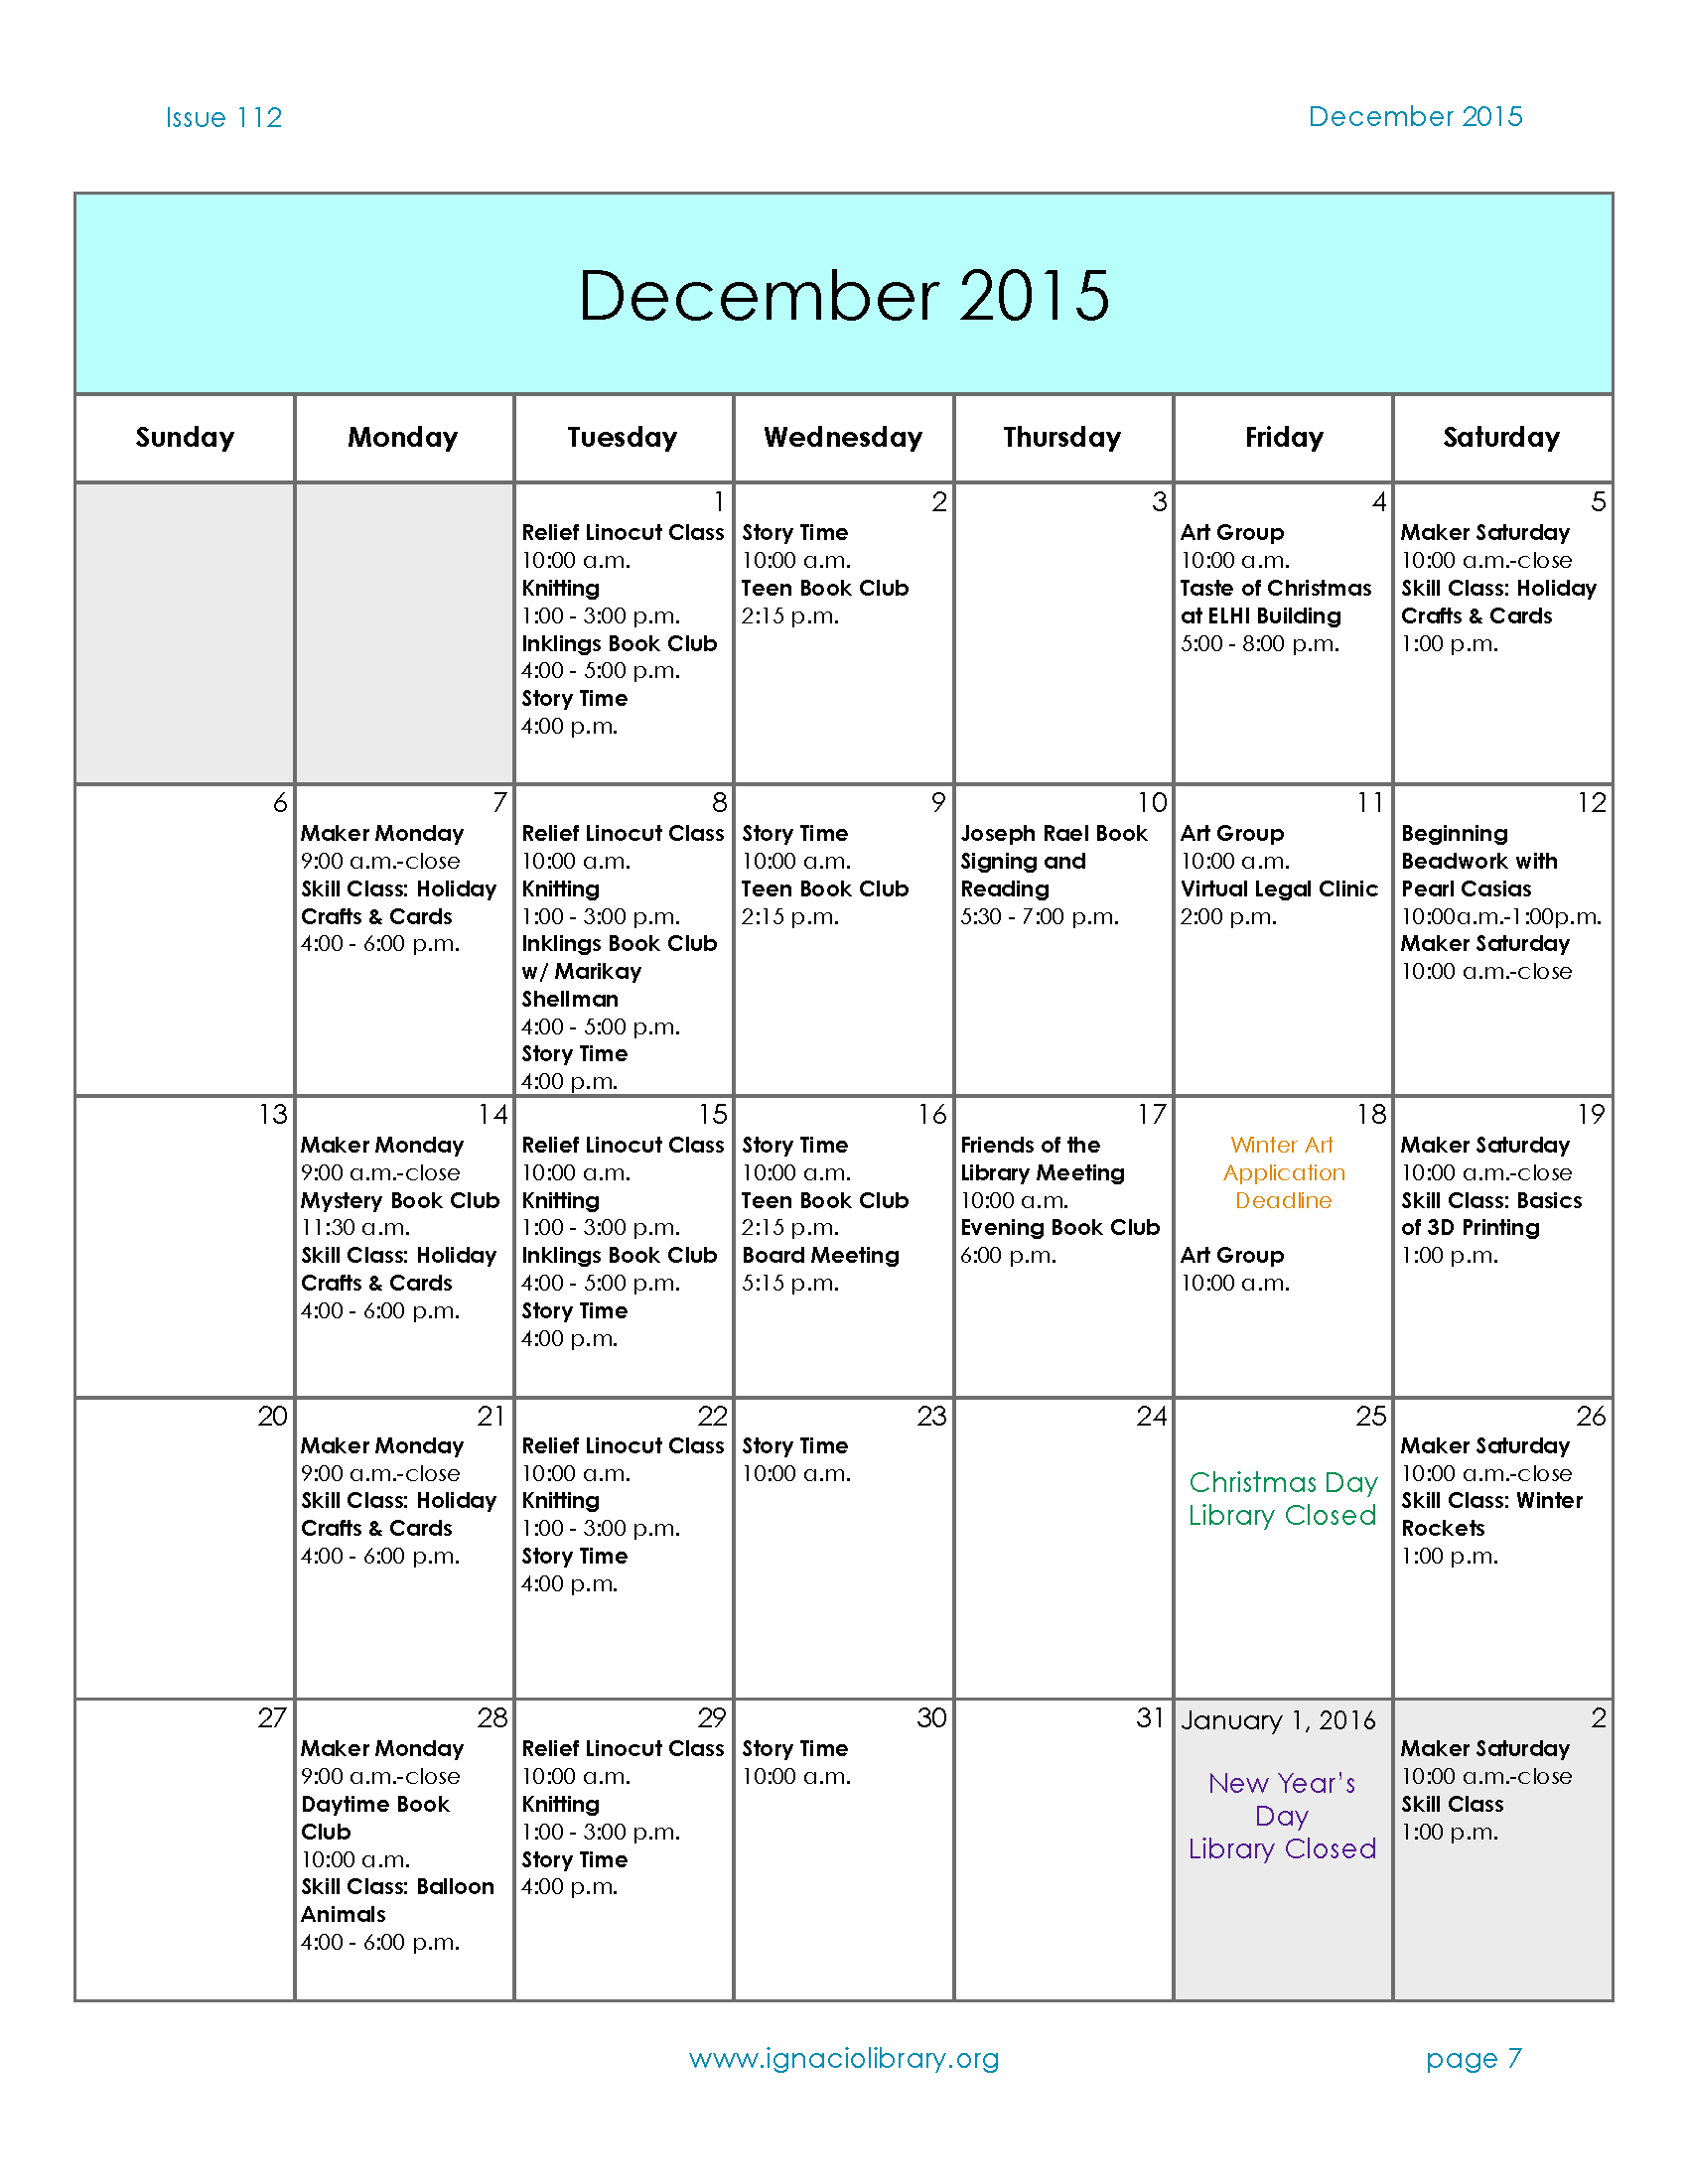 Issue 112
December 2015
December 2015
Sunday
Monday
Tuesday
Wednesday
Thursday
Friday
Saturday
1
Relief Linocut Class
10:00 a.m.
Knitting
1:00 - 3:00 p.m.
Inklings Book Club
4:00 - 5:00 p.m.
Story Time
4:00 p.m.
2
Story Time
10:00 a.m.
Teen Book Club
2:15 p.m.
3
4
Art Group
10:00 a.m.
Taste of Christmas
at ELHI Building
5:00 - 8:00 p.m.
5
Maker Saturday
10:00 a.m.-close
Skill Class: Holiday
Crafts & Cards
1:00 p.m.
6
7
Maker Monday
9:00 a.m.-close
Skill Class: Holiday
Crafts & Cards
4:00 - 6:00 p.m.
8
Relief Linocut Class
10:00 a.m.
Knitting
1:00 - 3:00 p.m.
Inklings Book Club
w/ Marikay
Shellman
4:00 - 5:00 p.m.
Story Time
4:00 p.m.
9
Story Time
10:00 a.m.
Teen Book Club
2:15 p.m.
10
Joseph Rael Book
Signing and
Reading
5:30 - 7:00 p.m.
11
Art Group
10:00 a.m.
Virtual Legal Clinic
2:00 p.m.
12
Beginning
Beadwork with
Pearl Casias
10:00a.m.-1:00p.m.
Maker Saturday
10:00 a.m.-close
13
14
Maker Monday
9:00 a.m.-close
Mystery Book Club
11:30 a.m.
Skill Class: Holiday
Crafts & Cards
4:00 - 6:00 p.m.
15
Relief Linocut Class
10:00 a.m.
Knitting
1:00 - 3:00 p.m.
Inklings Book Club
4:00 - 5:00 p.m.
Story Time
4:00 p.m.
16
Story Time
10:00 a.m.
Teen Book Club
2:15 p.m.
Board Meeting
5:15 p.m.
17
Friends of the
Library Meeting
10:00 a.m.
Evening Book Club
6:00 p.m.
18
Winter Art
Application
Deadline
Art Group
10:00 a.m.
19
Maker Saturday
10:00 a.m.-close
Skill Class: Basics
of 3D Printing
1:00 p.m.
20
21
Maker Monday
9:00 a.m.-close
Skill Class: Holiday
Crafts & Cards
4:00 - 6:00 p.m.
22
Relief Linocut Class
10:00 a.m.
Knitting
1:00 - 3:00 p.m.
Story Time
4:00 p.m.
23
Story Time
10:00 a.m.
24
25
Christmas Day
Library Closed
26
Maker Saturday
10:00 a.m.-close
Skill Class: Winter
Rockets
1:00 p.m.
27
28
Maker Monday
9:00 a.m.-close
Daytime Book
Club
10:00 a.m.
Skill Class: Balloon
Animals
4:00 - 6:00 p.m.
29
Relief Linocut Class
10:00 a.m.
Knitting
1:00 - 3:00 p.m.
Story Time
4:00 p.m.
30
Story Time
10:00 a.m.
31
January 1, 2016
New Year’s
Day
Library Closed
2
Maker Saturday
10:00 a.m.-close
Skill Class
1:00 p.m.
www.ignaciolibrary.org
page 7